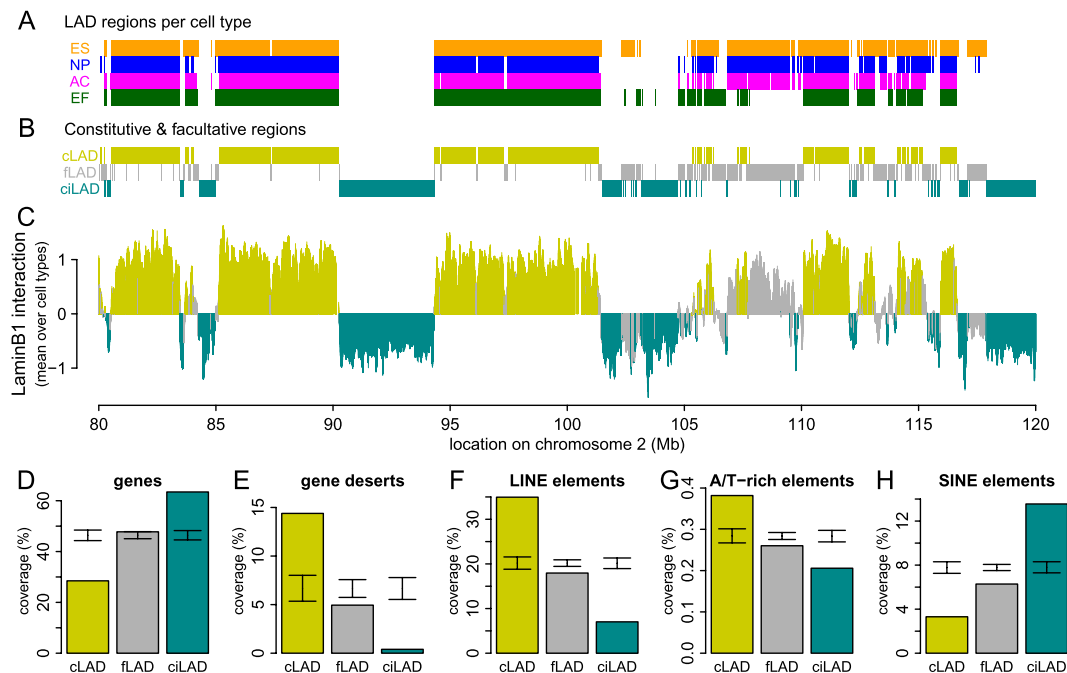 A LAD regions per cell type
ES
NP
AC
EF
B Constitutive & facultative regions
cLAD
fLAD
ciLAD
C
LaminB1 interaction
(mean over cell types)
1
0
−1
80 85 90 95 100 105 110 115 120
location on chromosome 2 (Mb)
D genes
coverage (%)
0 20 40 60
cLAD fLAD ciLAD
E gene deserts
coverage (%)
0 5 10 15
cLAD fLAD ciLAD
F LINE elements
coverage (%)
0 10 20 30
cLAD fLAD ciLAD
G A/T−rich elements
coverage (%)
0.0 0.1 0.2 0.3 0.4
cLAD fLAD ciLAD
H SINE elements
coverage (%)
0 4 8 12
cLAD fLAD ciLAD